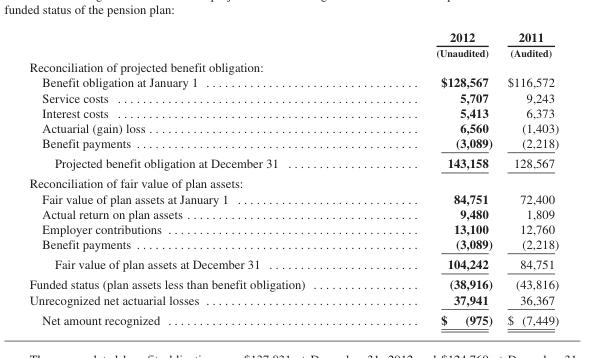 funded status of the pension plan:
2012 2011
(Unaudited) (Audited)
Reconciliation of projected benefit obligation:
Benefit obligation at January 1 $128,567 $116,572
Service costs 5,707 9,243
Interest costs 5,413 6,373
Actuarial (gain) loss 6,560 (1,403)
Benefit payments (3,089) (2,218)
Projected benefit obligation at December 31 143,158 128,567
Reconciliation of fair value of plan assets:
Fair value of plan assets at January 1 84,751 72,400
Actual return on plan assets 9,480 1,809
Employer contributions 13,100 12,760
Benefit payments (3,089) (2,218)
Fair value of plan assets at December 31 104,242 84,751
Funded status (plan assets less than benefit obligation) (38,916) (43,816)
Unrecognized net actuarial losses 37,941 36,367
Net amount recognized $ (975) $ (7,449)